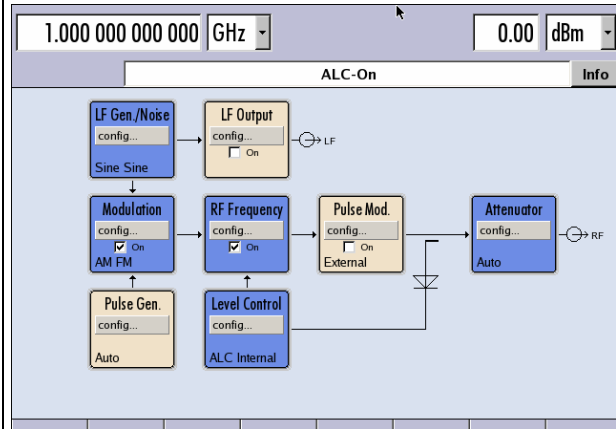 1.000 000 000 000 GHz 0.00 dBm
ALC-On Info
LF Gen./Noise
config...
Sine Sine
LF Output
config...
On
LF
Modulation
config...
On
AM FM
RF Frequency
config...
On
Pulse Mod.
config...
On
External
Attenuator
config...
Auto
RF
Pulse Gen.
config...
Auto
Level Control
config...
ALC Internal